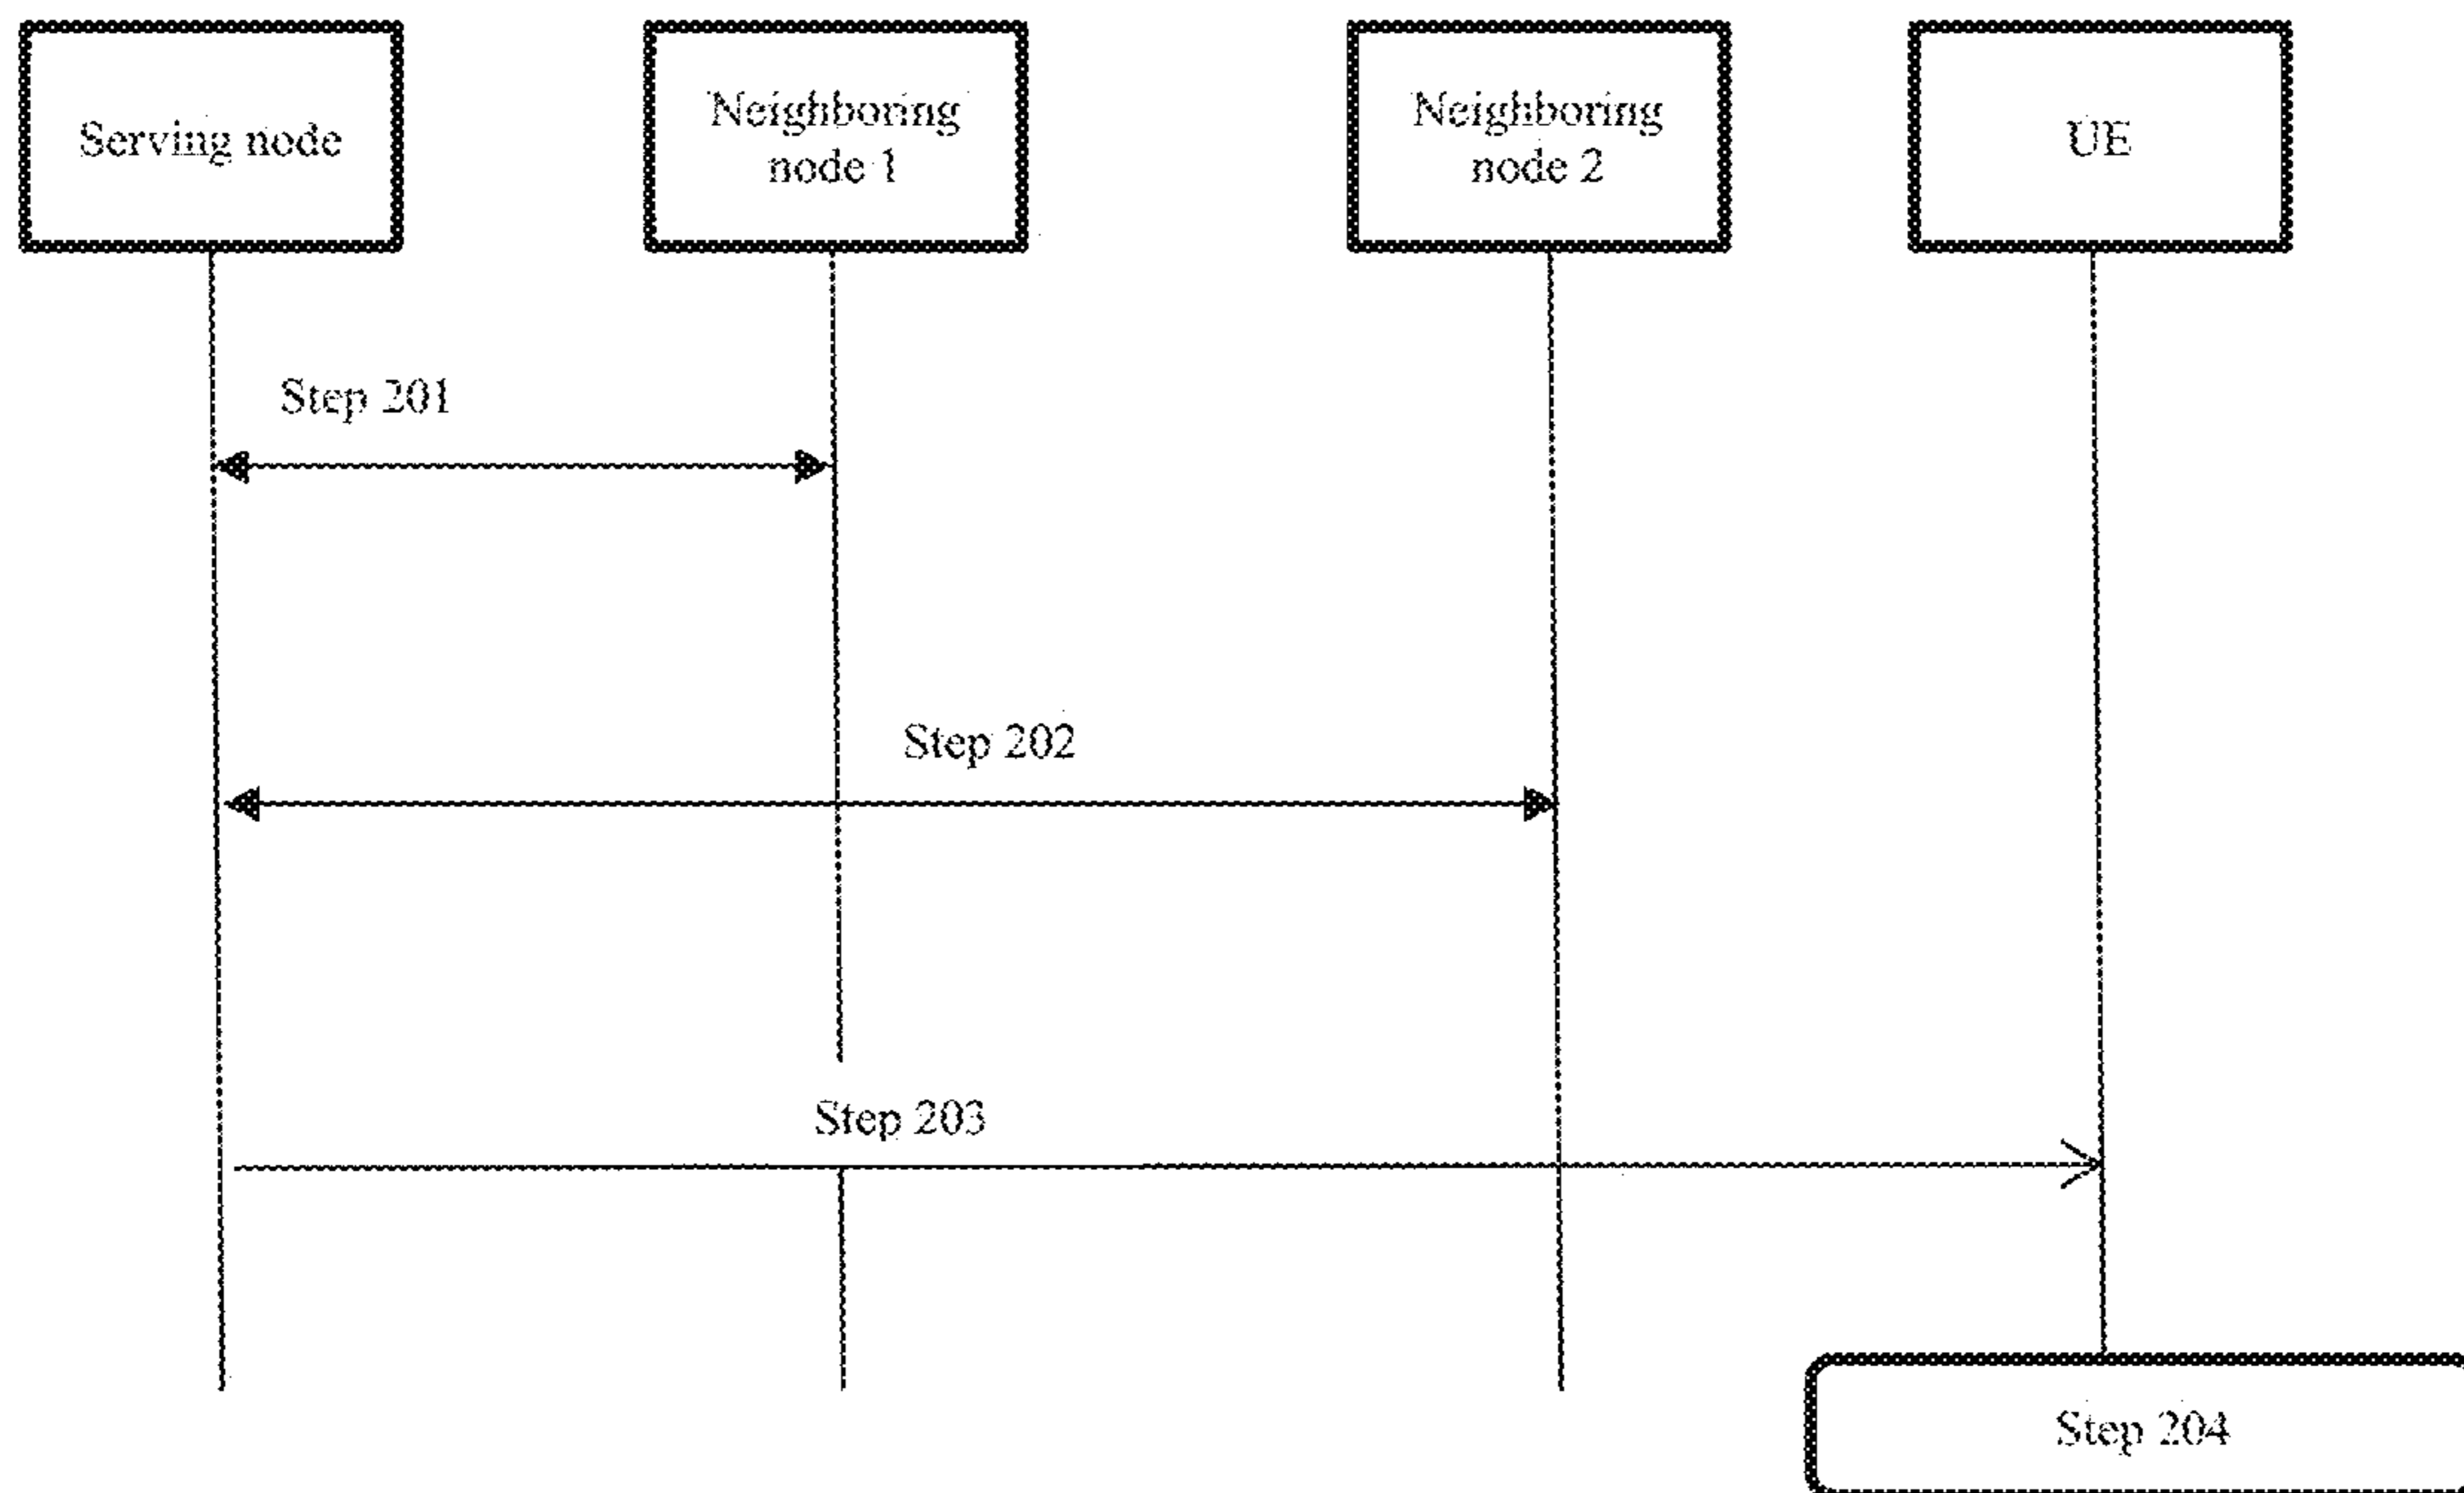 Serving node
Neighboring
node 1
Neighboring
node 2
UE
Step 201
Step 202
Step 203
Step 204